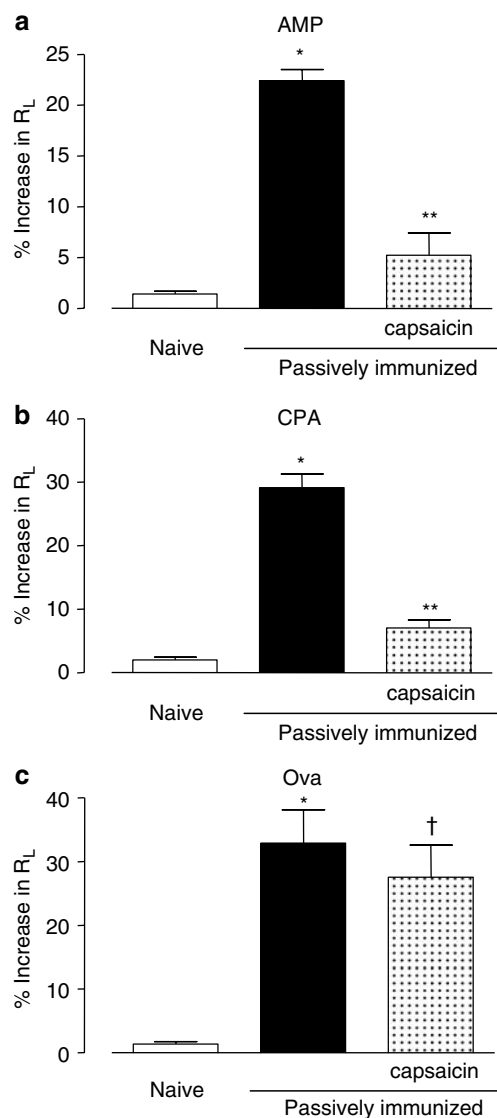 a
AMP
% Increase in RL
25
20
15
10
5
0
*
**
capsaicin
Naive
Passively immunized
b
CPA
% Increase in RL
40
30
20
10
0
*
**
capsaicin
Naive
Passively immunized
c
Ova
% Increase in RL
40
30
20
10
0
*
†
capsaicin
Naive
Passively immunized